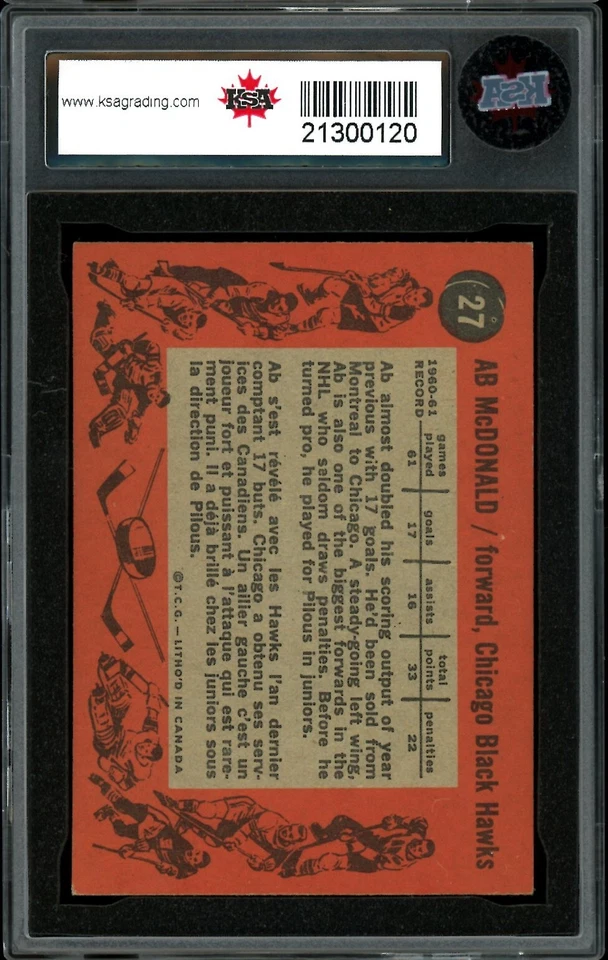 www.ksagrading.com
KSA
21300120
KSA
27
AB McDONALD / forward, Chicago Black Hawks
games total
played goals assists points penalties
1960-61
RECORD 61 17 16 33 22
Ab almost doubled his scoring output of year
previous with 17 goals. He'd been sold from
Montreal to Chicago. A steady-going left wing,
Ab is also one of the biggest forwards in the
NHL who seldom draws penalties. Before he
turned pro, he played for Pilous in juniors.
Ab s'est révélé avec les Hawks l'an dernier
comptant 17 buts. Chicago a obtenu ses serv-
ices des Canadiens. Un ailier gauche c'est un
joueur fort et puissant à l'attaque qui est rare-
ment puni. Il a déjà brillé chez les juniors sous
la direction de Pilous.
©T.C.G. — LITHO'D IN CANADA